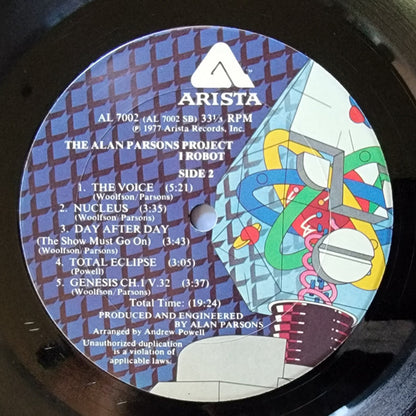 ARISTA
TM
AL 7002 (AL 7002 SB) 33⅓ RPM
℗ 1977 Arista Records, Inc.
THE ALAN PARSONS PROJECT
I ROBOT
SIDE 2
1. THE VOICE (5:21)
(Woolfson/Parsons)
2. NUCLEUS (3:35)
(Woolfson/Parsons)
3. DAY AFTER DAY
(The Show Must Go On) (3:43)
(Woolfson/Parsons)
4. TOTAL ECLIPSE (3:05)
(Powell)
5. GENESIS CH.1 V.32 (3:37)
(Woolfson/Parsons)
Total Time: (19:24)
PRODUCED AND ENGINEERED
BY ALAN PARSONS
Arranged by Andrew Powell
Unauthorized duplication
is a violation of
applicable laws.